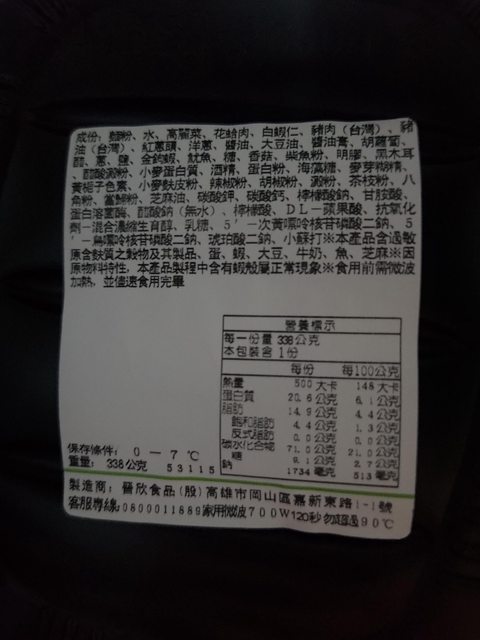 成份：麵粉、水、高麗菜、花蛤肉、白蝦仁、豬肉（台灣）、豬
油（台灣）、紅蔥頭、洋蔥、醬油、大豆油、醬油膏、胡蘿蔔、
醋、蔥、鹽、金鉤蝦、魷魚、糖、香菇、柴魚粉、明膠、黑木耳
、醋酸澱粉、小麥蛋白質、酒精、蛋白粉、海藻糖、麥芽糊精、
黃梔子色素、小麥麩皮粉、辣椒粉、胡椒粉、澱粉、茶枝粉、八
角粉、當歸粉、芝麻油、碳酸鉀、碳酸鈣、檸檬酸鈉、甘胺酸、
蛋白溶菌酶、醋酸鈉（無水）、檸檬酸、DL－蘋果酸、抗氧化
劑－混合濃縮生育醇、乳糖、5'－次黃嘌呤核苷磷酸二鈉、5
'－鳥嘌呤核苷磷酸二鈉、琥珀酸二鈉、小蘇打※本產品含過敏
原含麩質之穀物及其製品、蛋、蝦、大豆、牛奶、魚、芝麻※因
原物料特性，本產品製程中含有蝦殼屬正常現象※食用前需微波
加熱，並儘速食用完畢
營養標示
每一份量 338公克
本包裝含 1份
每份 每100公克
熱量 500 大卡 148 大卡
蛋白質 20.6 公克 6.1 公克
脂肪 14.9 公克 4.4 公克
飽和脂肪 4.4 公克 1.3 公克
反式脂肪 0.0 公克 0.0 公克
碳水化合物 71.0 公克 21.0 公克
糖 9.1 公克 2.7 公克
鈉 1734 毫克 513 毫克
保存條件： 0－7℃
重量： 338公克 53115
製造商：晉欣食品(股)高雄市岡山區嘉新東路1-1號
客服專線:0800011889家用微波700W120秒勿超過90℃